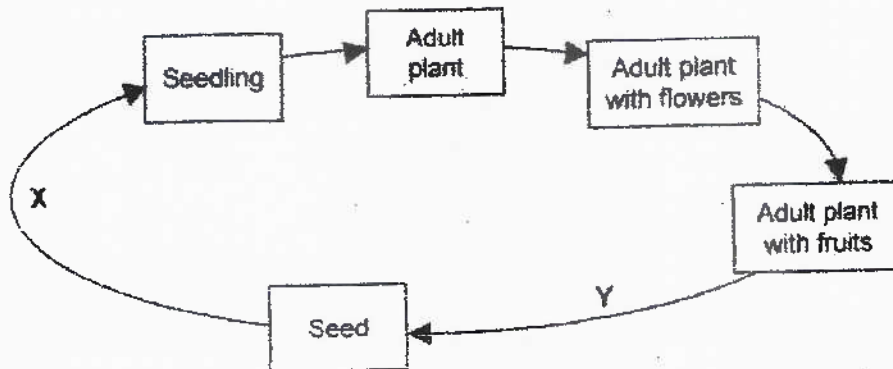 Seedling
Adult
plant
Adult plant
with flowers
Adult plant
with fruits
X
Y
Seed